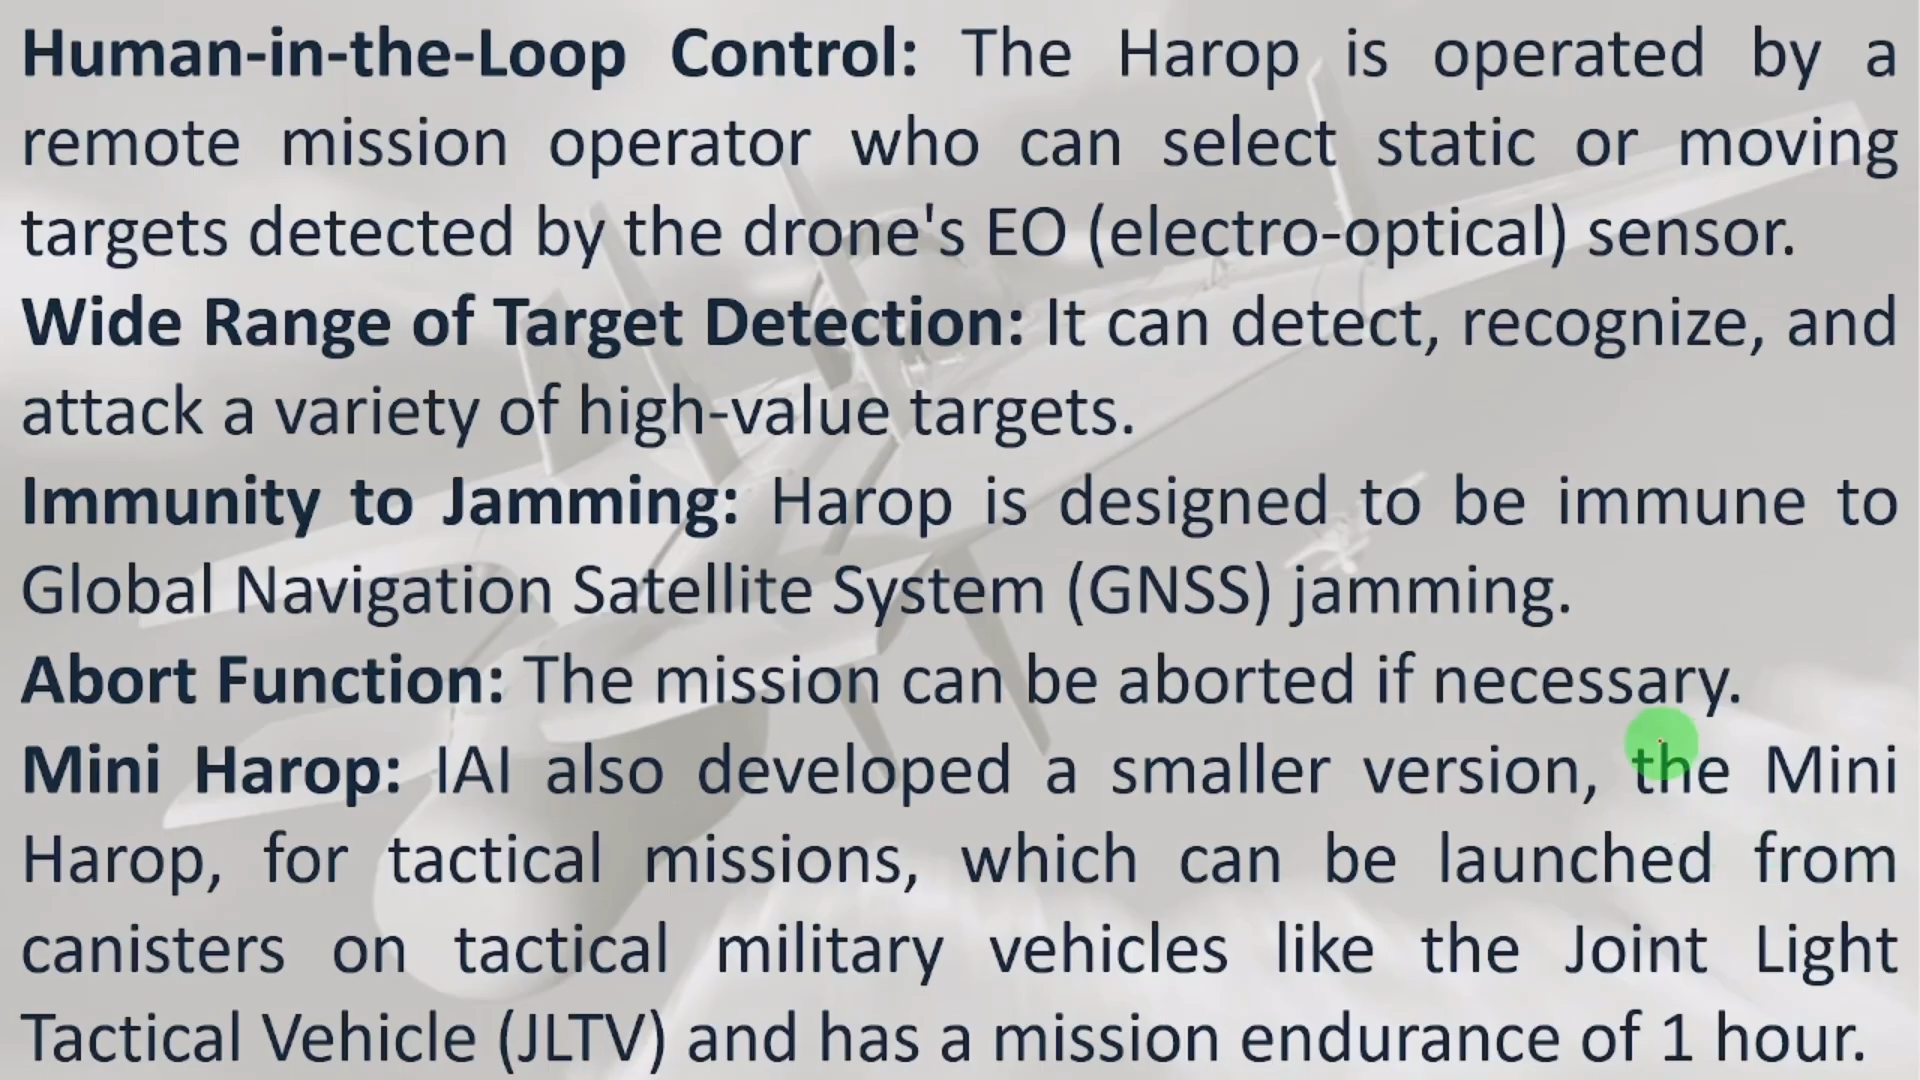 Human-in-the-Loop Control: The Harop is operated by a
remote mission operator who can select static or moving
targets detected by the drone's EO (electro-optical) sensor.
Wide Range of Target Detection: It can detect, recognize, and
attack a variety of high-value targets.
Immunity to Jamming: Harop is designed to be immune to
Global Navigation Satellite System (GNSS) jamming.
Abort Function: The mission can be aborted if necessary.
Mini Harop: IAI also developed a smaller version, the Mini
Harop, for tactical missions, which can be launched from
canisters on tactical military vehicles like the Joint Light
Tactical Vehicle (JLTV) and has a mission endurance of 1 hour.